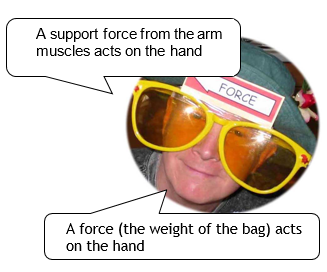 A support force from the arm
muscles acts on the hand
FORCE
A force (the weight of the bag) acts
on the hand